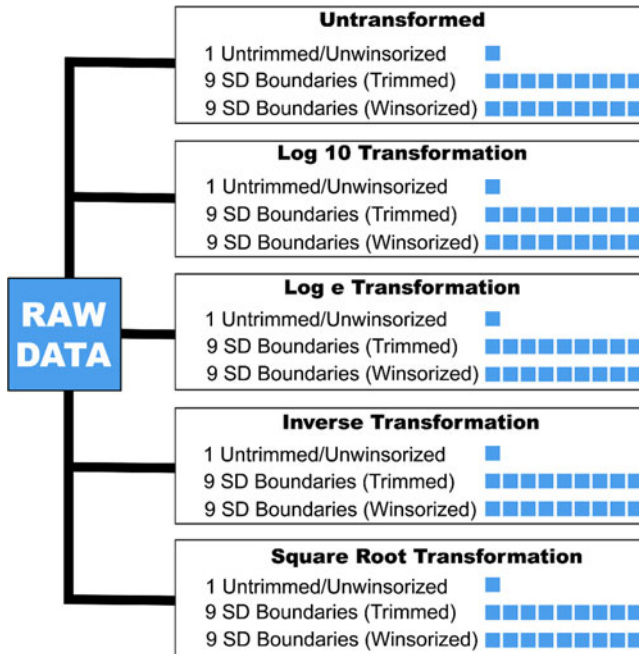 Untransformed
1 Untrimmed/Unwinsorized
9 SD Boundaries (Trimmed)
9 SD Boundaries (Winsorized)
Log 10 Transformation
1 Untrimmed/Unwinsorized
9 SD Boundaries (Trimmed)
9 SD Boundaries (Winsorized)
RAW
DATA
Log e Transformation
1 Untrimmed/Unwinsorized
9 SD Boundaries (Trimmed)
9 SD Boundaries (Winsorized)
Inverse Transformation
1 Untrimmed/Unwinsorized
9 SD Boundaries (Trimmed)
9 SD Boundaries (Winsorized)
Square Root Transformation
1 Untrimmed/Unwinsorized
9 SD Boundaries (Trimmed)
9 SD Boundaries (Winsorized)